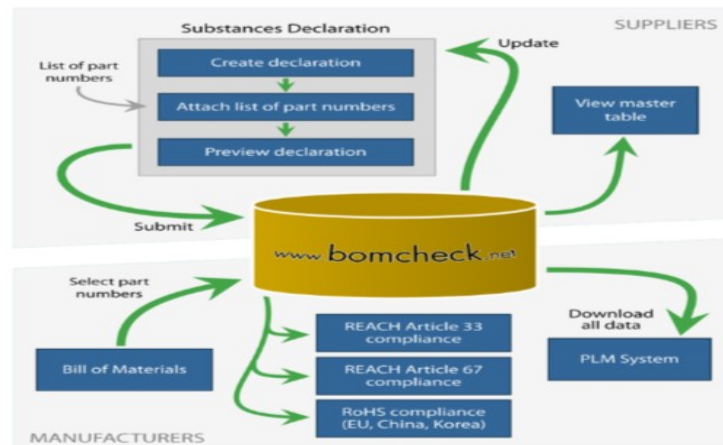 Substances Declaration
SUPPLIERS
Update
List of part
numbers
Create declaration
Attach list of part numbers
Preview declaration
View master
table
Submit
www.bomcheck.net
Select part
numbers
Bill of Materials
REACH Article 33
compliance
REACH Article 67
compliance
RoHS compliance
(EU, China, Korea)
Download
all data
PLM System
MANUFACTURERS